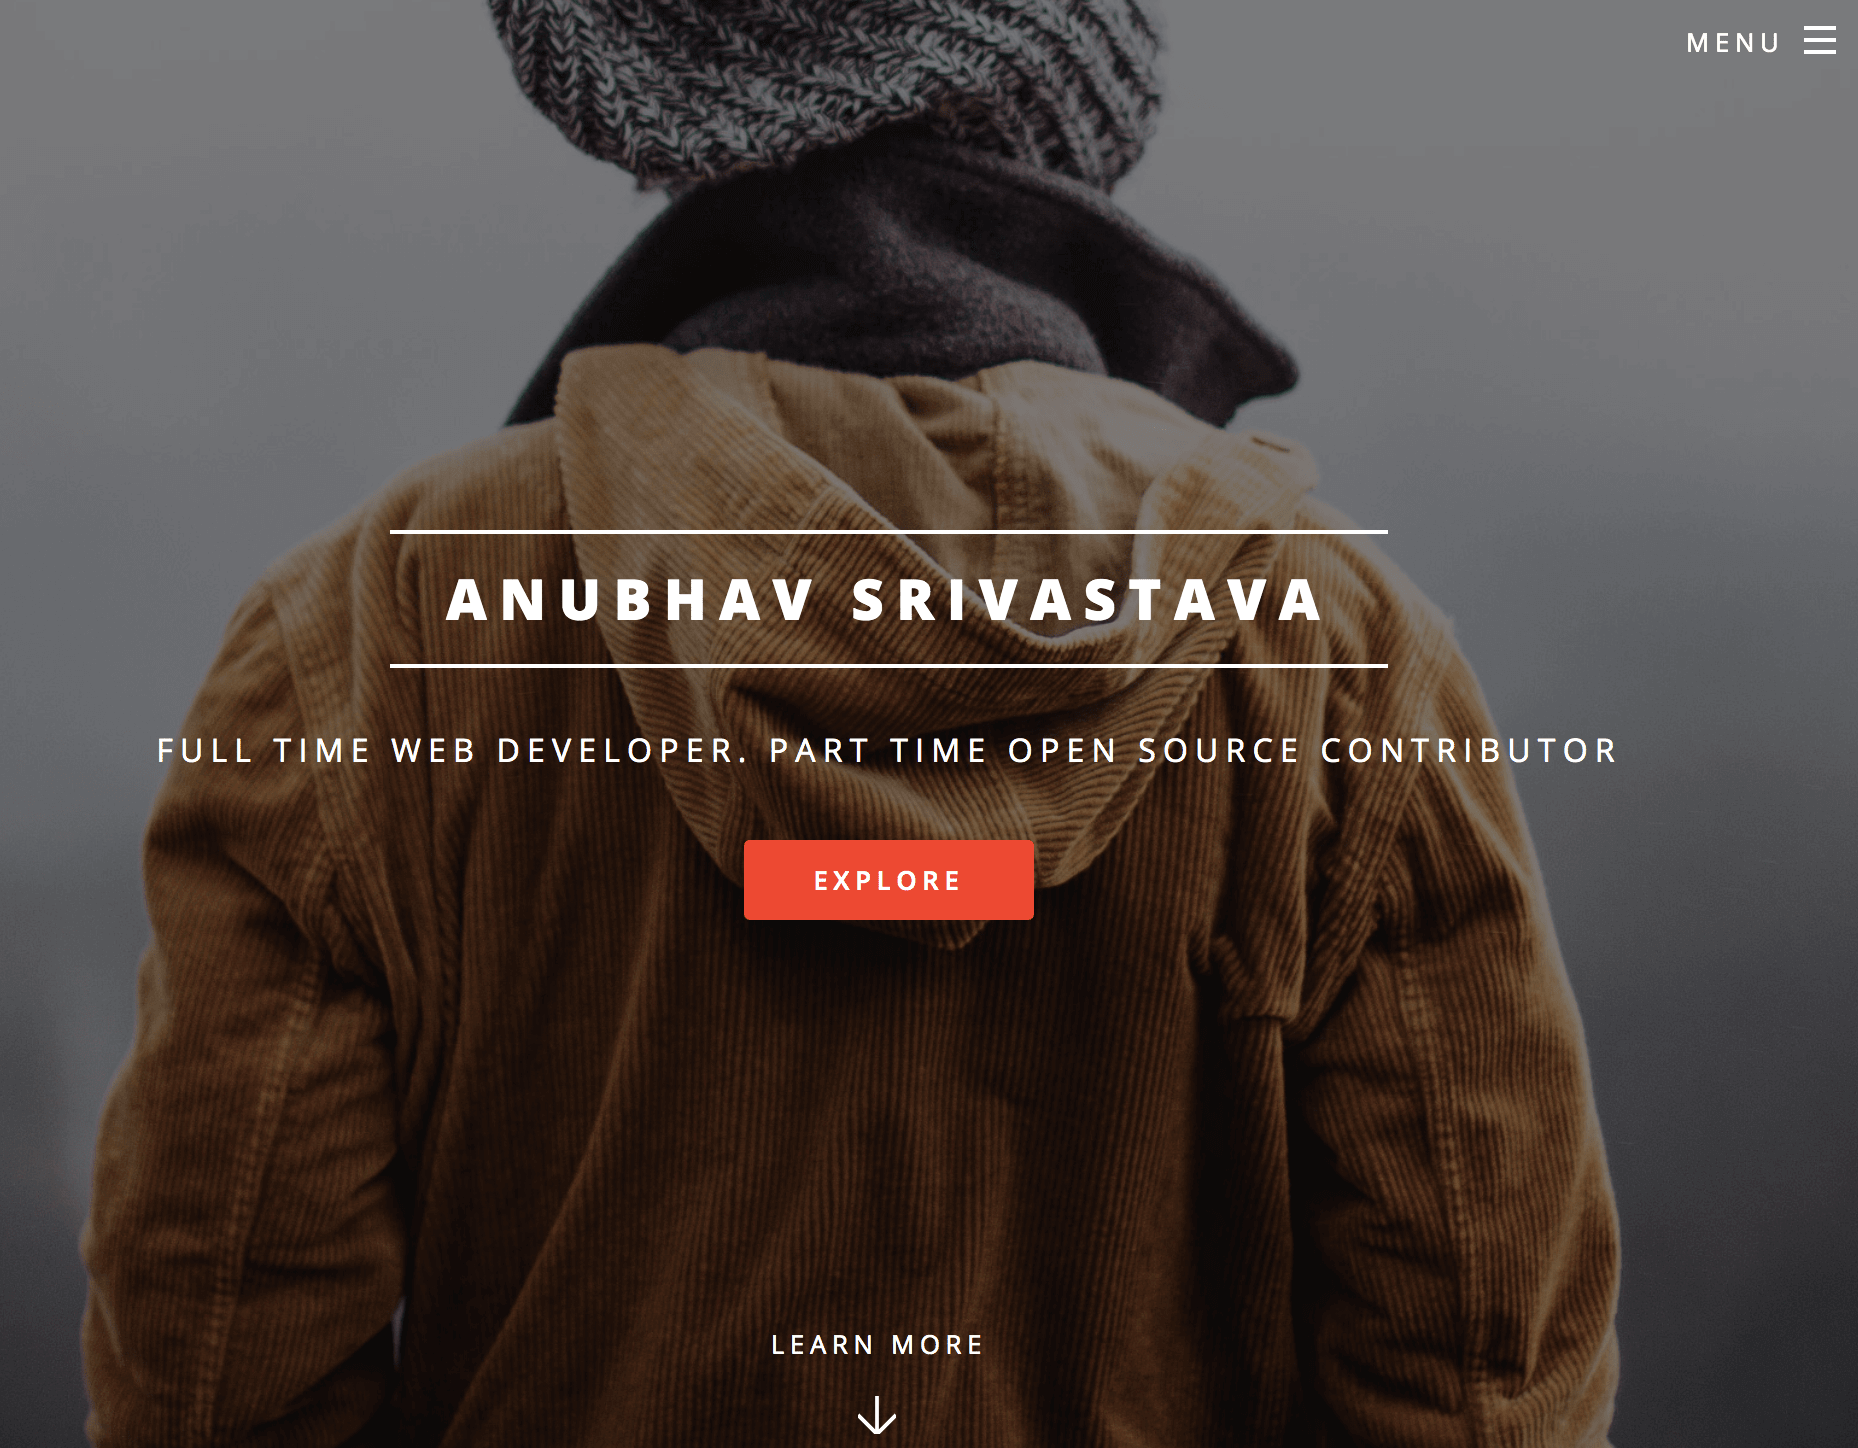 MENU
ANUBHAV SRIVASTAVA
FULL TIME WEB DEVELOPER. PART TIME OPEN SOURCE CONTRIBUTOR
EXPLORE
LEARN MORE